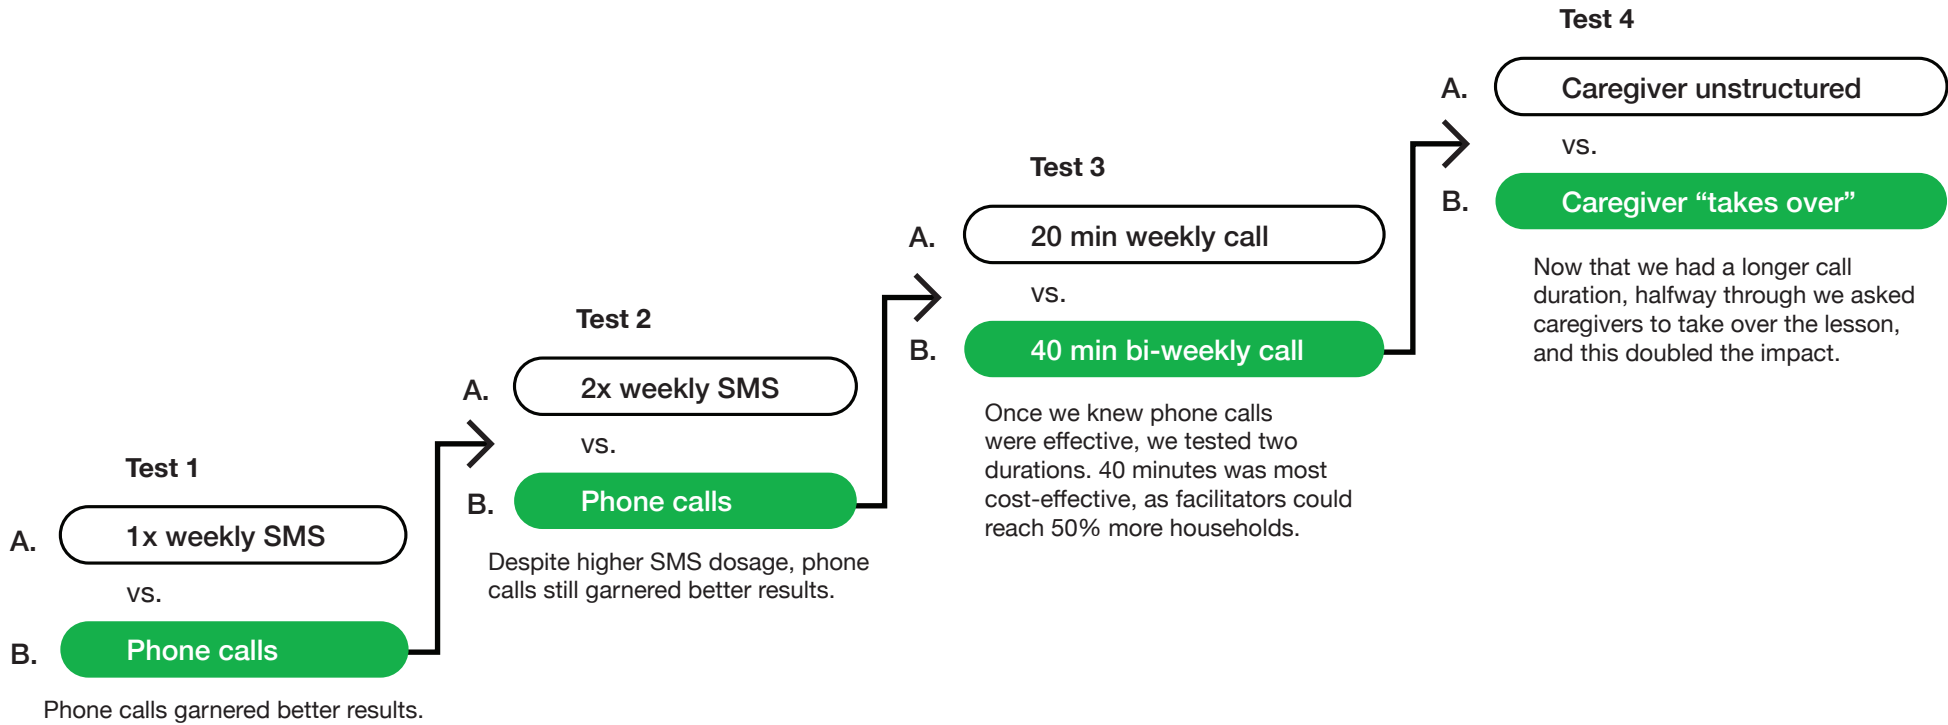 Test 1
A.
1x weekly SMS
vs.
B.
Phone calls
Phone calls garnered better results.
Test 2
A.
2x weekly SMS
vs.
B.
Phone calls
Despite higher SMS dosage, phone
calls still garnered better results.
Test 3
A.
20 min weekly call
vs.
B.
40 min bi-weekly call
Once we knew phone calls
were effective, we tested two
durations. 40 minutes was most
cost-effective, as facilitators could
reach 50% more households.
Test 4
A.
Caregiver unstructured
vs.
B.
Caregiver “takes over”
Now that we had a longer call
duration, halfway through we asked
caregivers to take over the lesson,
and this doubled the impact.